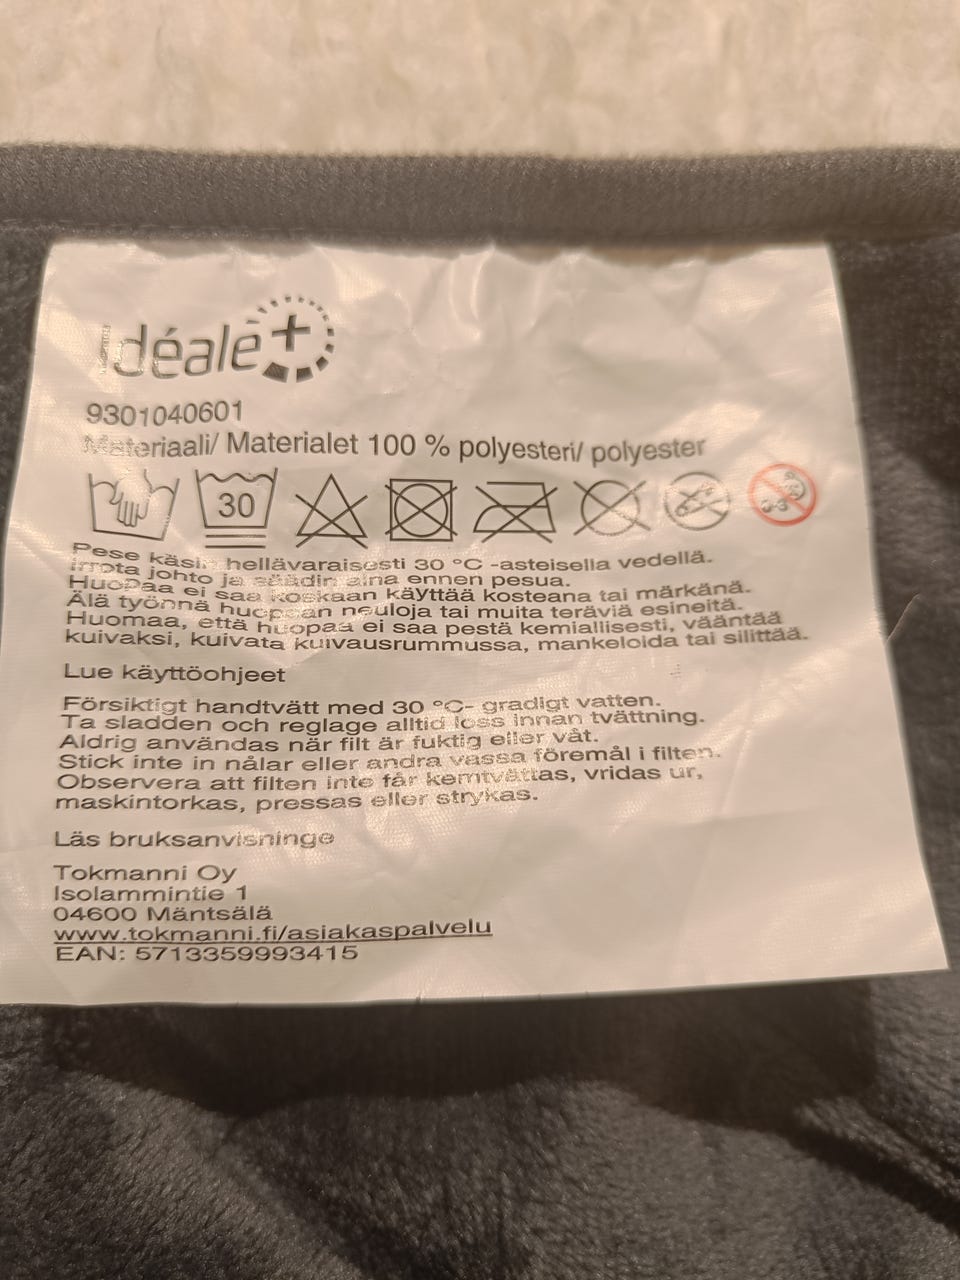 Idéale+
9301040601
Materiaali/ Materialet 100 % polyesteri/ polyester
30
0-3
Pese käsin hellävaraisesti 30 °C -asteisella vedellä.
Irrota johto ja säädin aina ennen pesua.
Huopaa ei saa koskaan käyttää kosteana tai märkänä.
Älä työnnä huopaan neuloja tai muita teräviä esineitä.
Huomaa, että huopaa ei saa pestä kemiallisesti, vääntää
kuivaksi, kuivata kuivausrummussa, mankeloida tai silittää.
Lue käyttöohjeet
Försiktigt handtvätt med 30 °C- gradigt vatten.
Ta sladden och reglage alltid loss innan tvättning.
Aldrig användas när filt är fuktig eller våt.
Stick inte in nålar eller andra vassa föremål i filten.
Observera att filten inte får kemtvättas, vridas ur,
maskintorkas, pressas eller strykas.
Läs bruksanvisninge
Tokmanni Oy
Isolammintie 1
04600 Mäntsälä
www.tokmanni.fi/asiakaspalvelu
EAN: 5713359993415